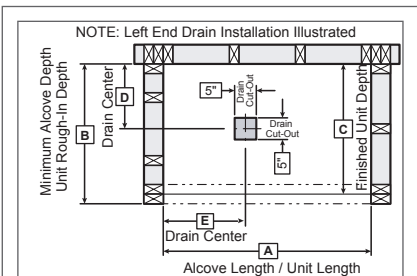 NOTE: Left End Drain Installation Illustrated
Minimum Alcove Depth
Unit Rough-In Depth
B
Drain Center
D
5"
Drain
Cut-Out
Drain
Cut-Out
5"
C
Finished Unit Depth
E
Drain Center
A
Alcove Length / Unit Length